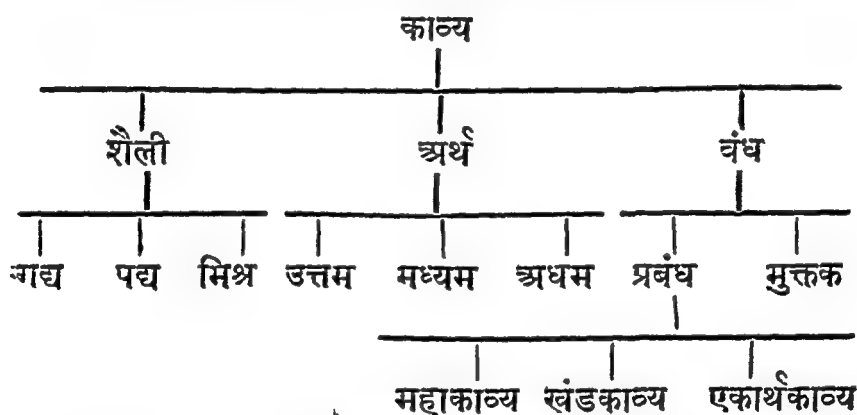 काव्य
शैली अर्थ वंध
गद्य पद्य मिश्र उत्तम मध्यम अधम प्रबंध मुक्तक
महाकाव्य खंडकाव्य एकार्थकाव्य